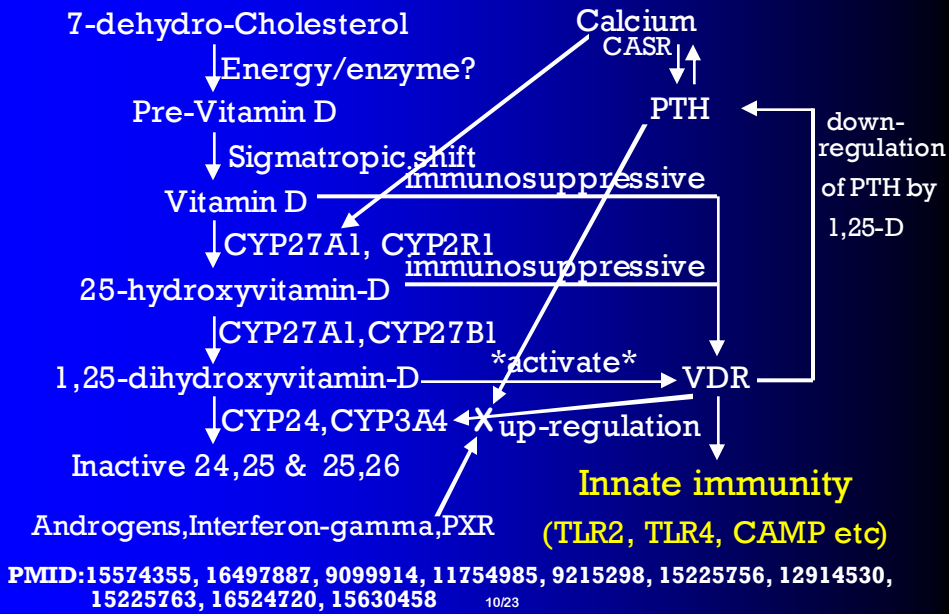 7-dehydro-Cholesterol
Energy/enzyme?
Pre-Vitamin D
Sigmatropic shift
Vitamin D
immunosuppressive
CYP27A1, CYP2R1
25-hydroxyvitamin-D
immunosuppressive
CYP27A1,CYP27B1
1,25-dihydroxyvitamin-D
*activate*
VDR
CYP24,CYP3A4
X
up-regulation
Inactive 24,25 & 25,26
Androgens,Interferon-gamma,PXR
Calcium
CASR
PTH
down-
regulation
of PTH by
1,25-D
Innate immunity
(TLR2, TLR4, CAMP etc)
PMID:15574355, 16497887, 9099914, 11754985, 9215298, 15225756, 12914530,
15225763, 16524720, 15630458
10/23